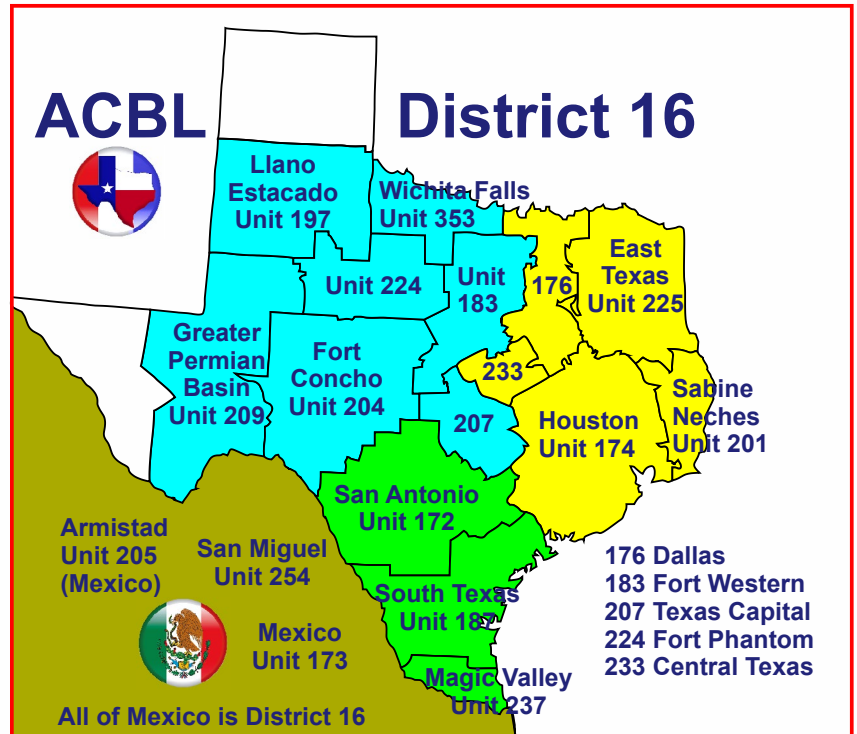 ACBL District 16
Llano
Estacado
Unit 197
Wichita Falls
Unit 353
Unit 224
Unit
183
176
East
Texas
Unit 225
Greater
Permian
Basin
Unit 209
Fort
Concho
Unit 204
233
207
Houston
Unit 174
Sabine
Neches
Unit 201
San Antonio
Unit 172
Armistad
Unit 205
(Mexico)
San Miguel
Unit 254
South Texas
Unit 187
Mexico
Unit 173
Magic Valley
Unit 237
176 Dallas
183 Fort Western
207 Texas Capital
224 Fort Phantom
233 Central Texas
All of Mexico is District 16